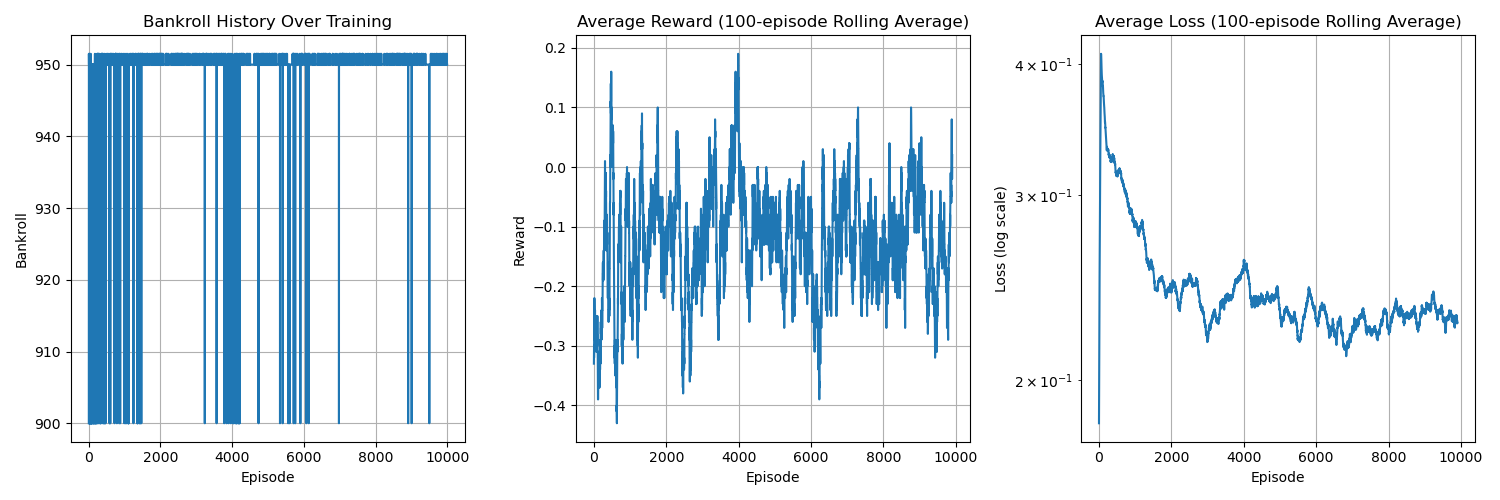 Bankroll History Over Training
Bankroll
950
940
930
920
910
900
0 2000 4000 6000 8000 10000
Episode
Average Reward (100-episode Rolling Average)
Reward
0.2
0.1
0.0
−0.1
−0.2
−0.3
−0.4
0 2000 4000 6000 8000 10000
Episode
Average Loss (100-episode Rolling Average)
Loss (log scale)
4 × 10⁻¹
3 × 10⁻¹
2 × 10⁻¹
0 2000 4000 6000 8000 10000
Episode